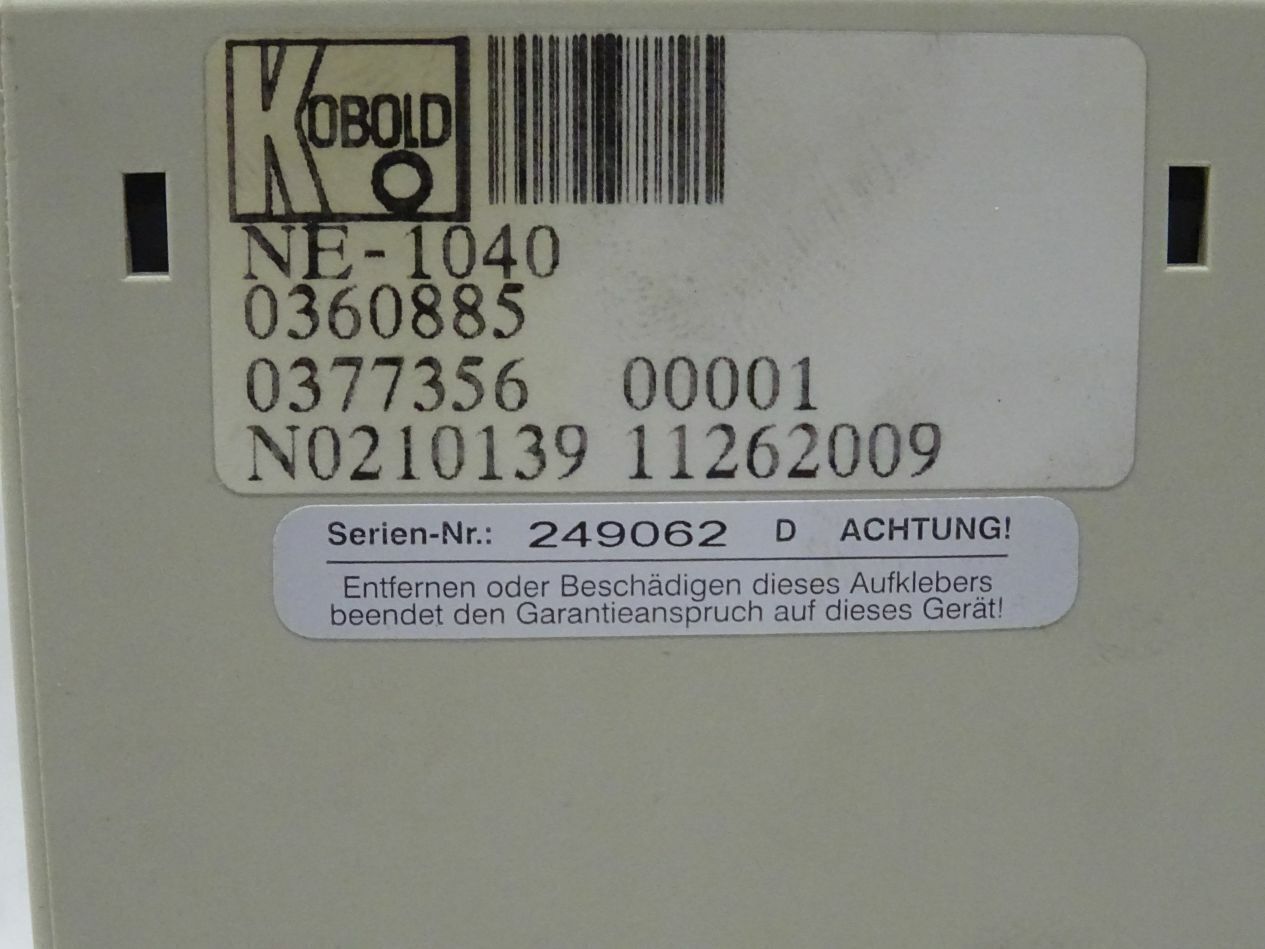 KOBOLD
NE-1040
0360885
0377356 00001
N0210139 11262009
Serien-Nr.: 249062 D ACHTUNG!
Entfernen oder Beschädigen dieses Aufklebers
beendet den Garantieanspruch auf dieses Gerät!